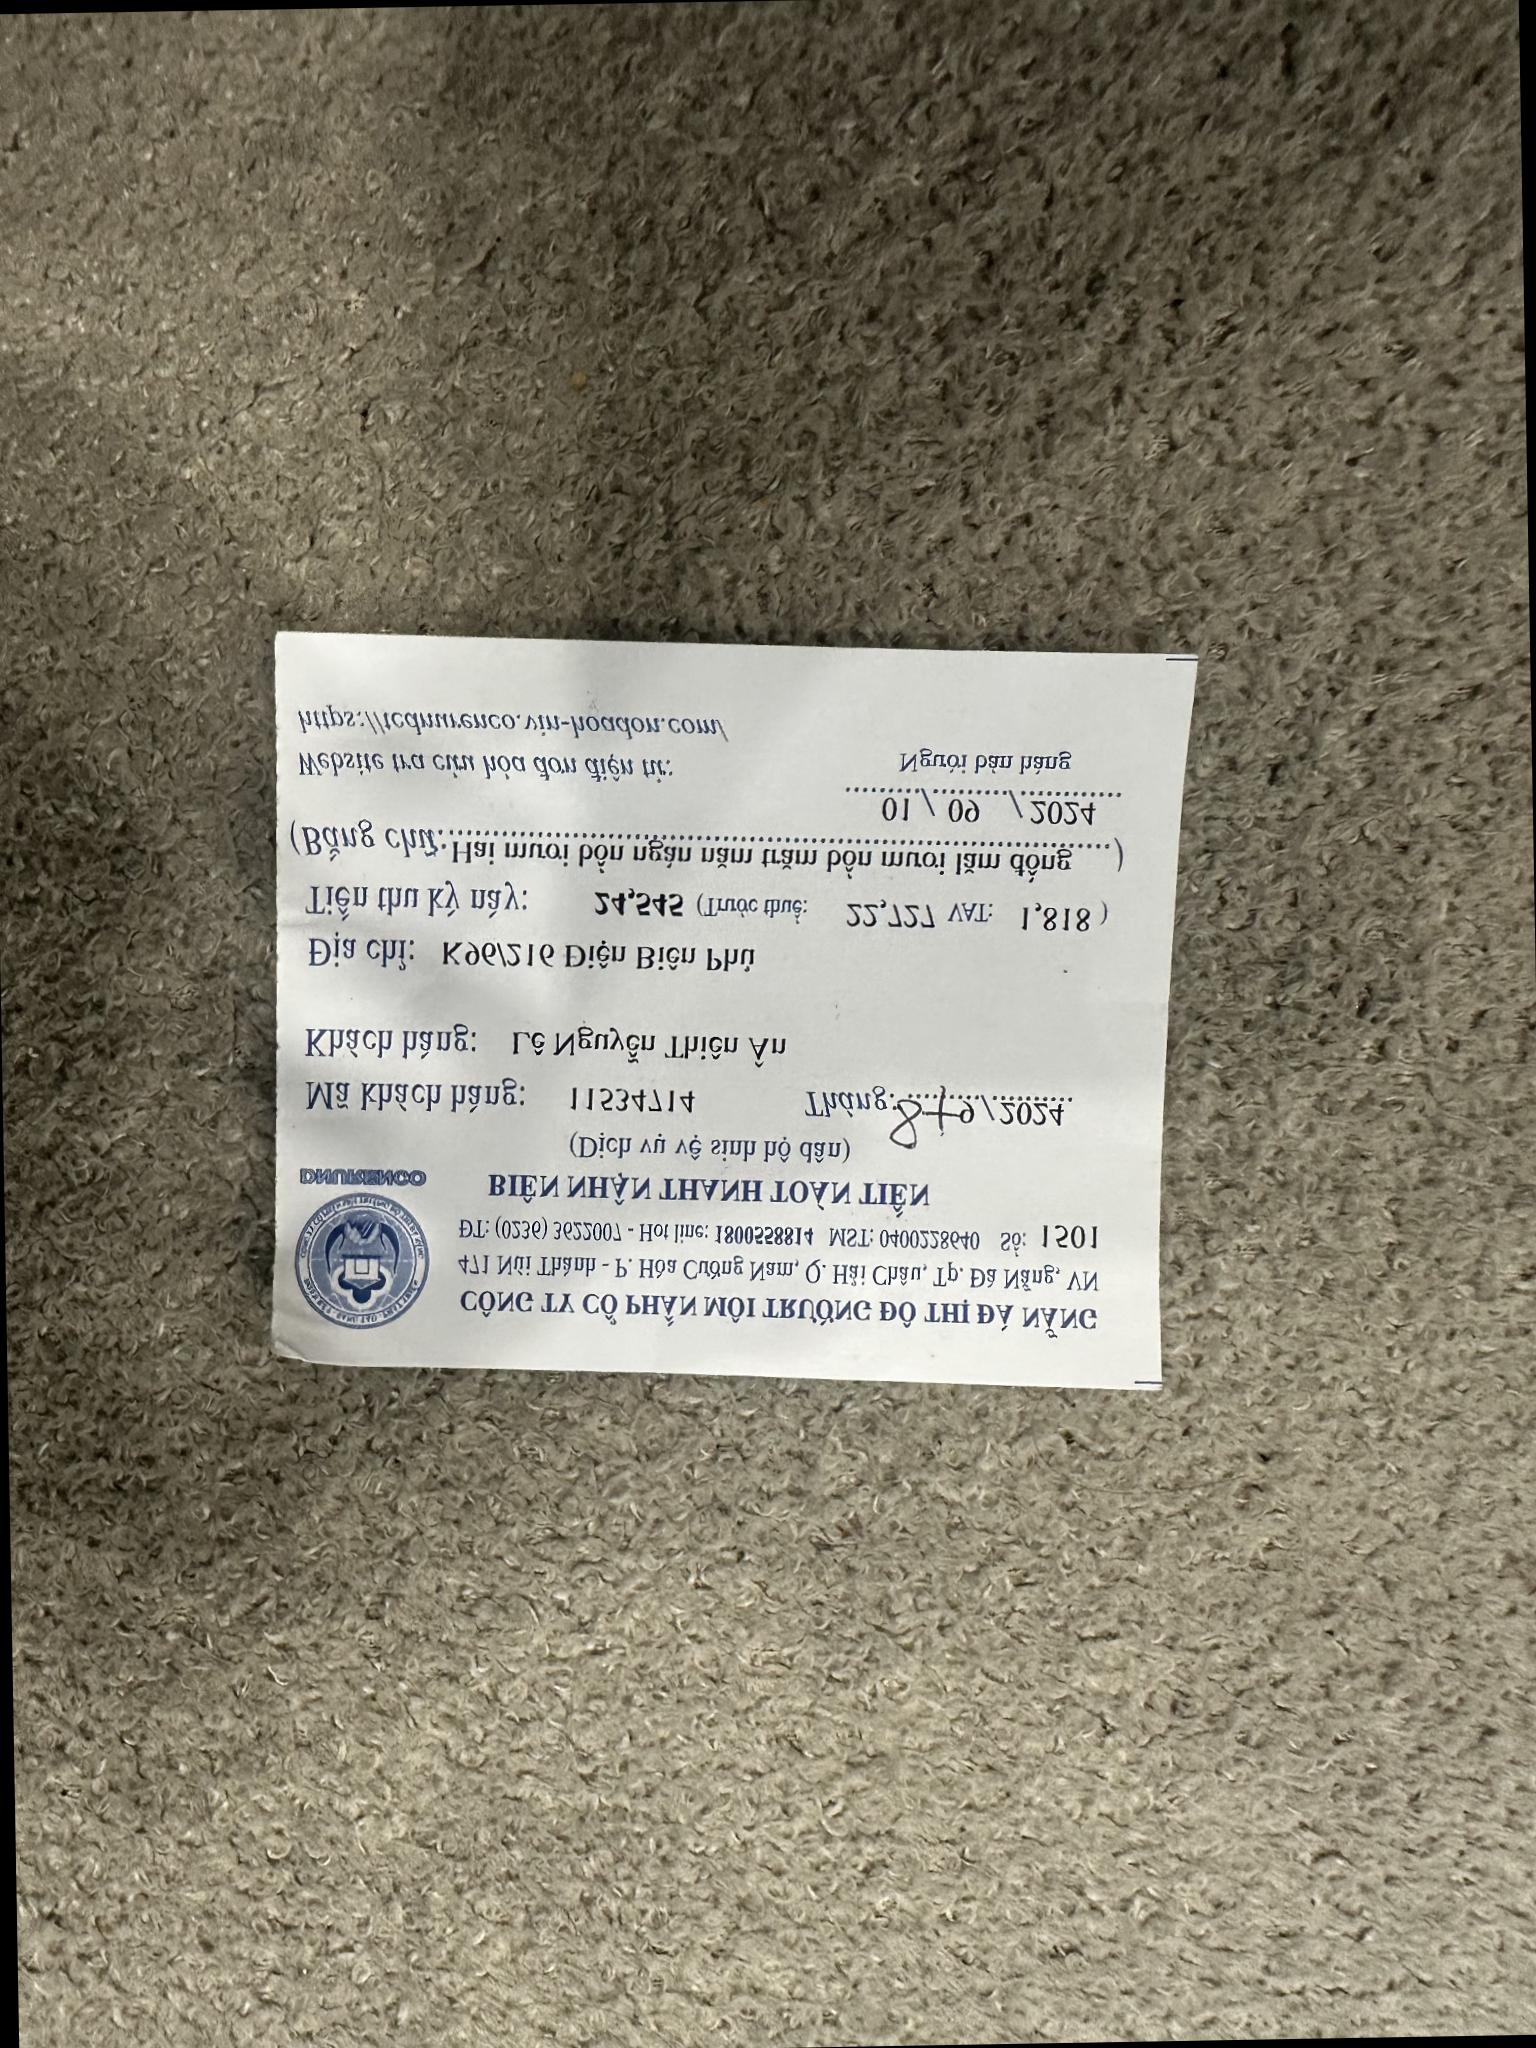 CÔNG TY CỔ PHẦN MÔI TRƯỜNG ĐÔ THỊ ĐÀ NẴNG
471 Núi Thành - P. Hòa Cường Nam, Q. Hải Châu, Tp. Đà Nẵng, VN
ĐT: (0236) 3622007 - Hot line: 1800558814 MST: 0400228640 Số: 1501
DNURENCO
BIÊN NHẬN THANH TOÁN TIỀN
(Dịch vụ vệ sinh hộ dân)
Mã khách hàng: 11534714 Tháng: 8+9/2024
Khách hàng: Lê Nguyễn Thiên Ân
Địa chỉ: K96/216 Điện Biên Phủ
Tiền thu kỳ này: 24,545 (Trước thuế: 22,727 VAT: 1,818 )
(Bằng chữ: Hai mươi bốn ngàn năm trăm bốn mươi lăm đồng )
01 / 09 / 2024
Website tra cứu hóa đơn điện tử: Người bán hàng
https://tcdnurenco.vin-hoadon.com/